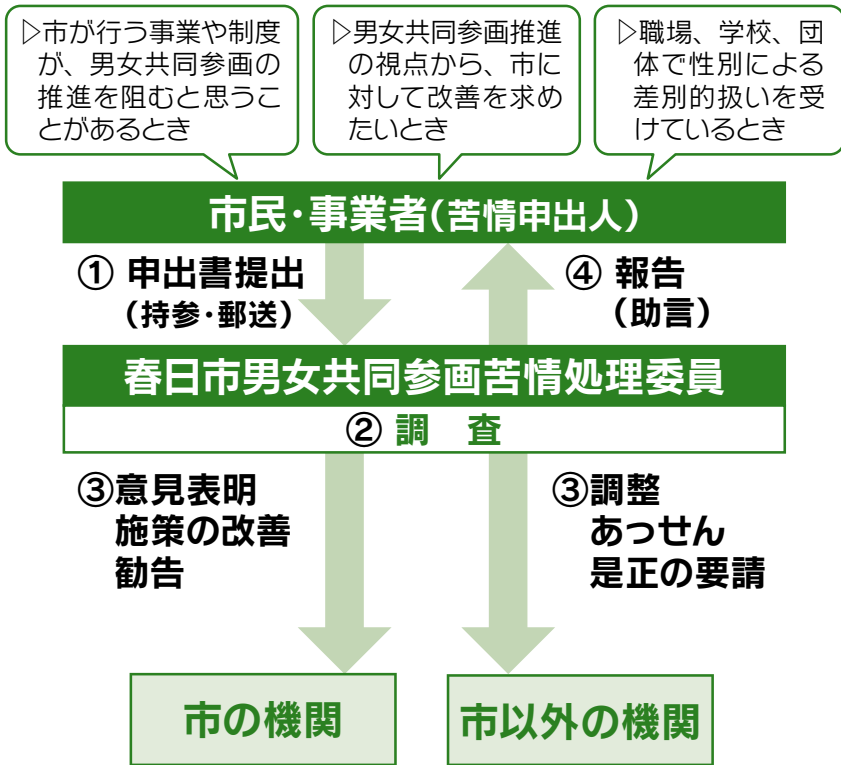 ▷市が行う事業や制度
が、男女共同参画の
推進を阻むと思うこ
とがあるとき
▷男女共同参画推進
の視点から、市に
対して改善を求め
たいとき
▷職場、学校、団
体で性別による
差別的扱いを受
けているとき
市民・事業者（苦情申出人）
① 申出書提出
（持参・郵送）
④ 報告
（助言）
春日市男女共同参画苦情処理委員
② 調　査
③意見表明
施策の改善
勧告
③調整
あっせん
是正の要請
市の機関
市以外の機関